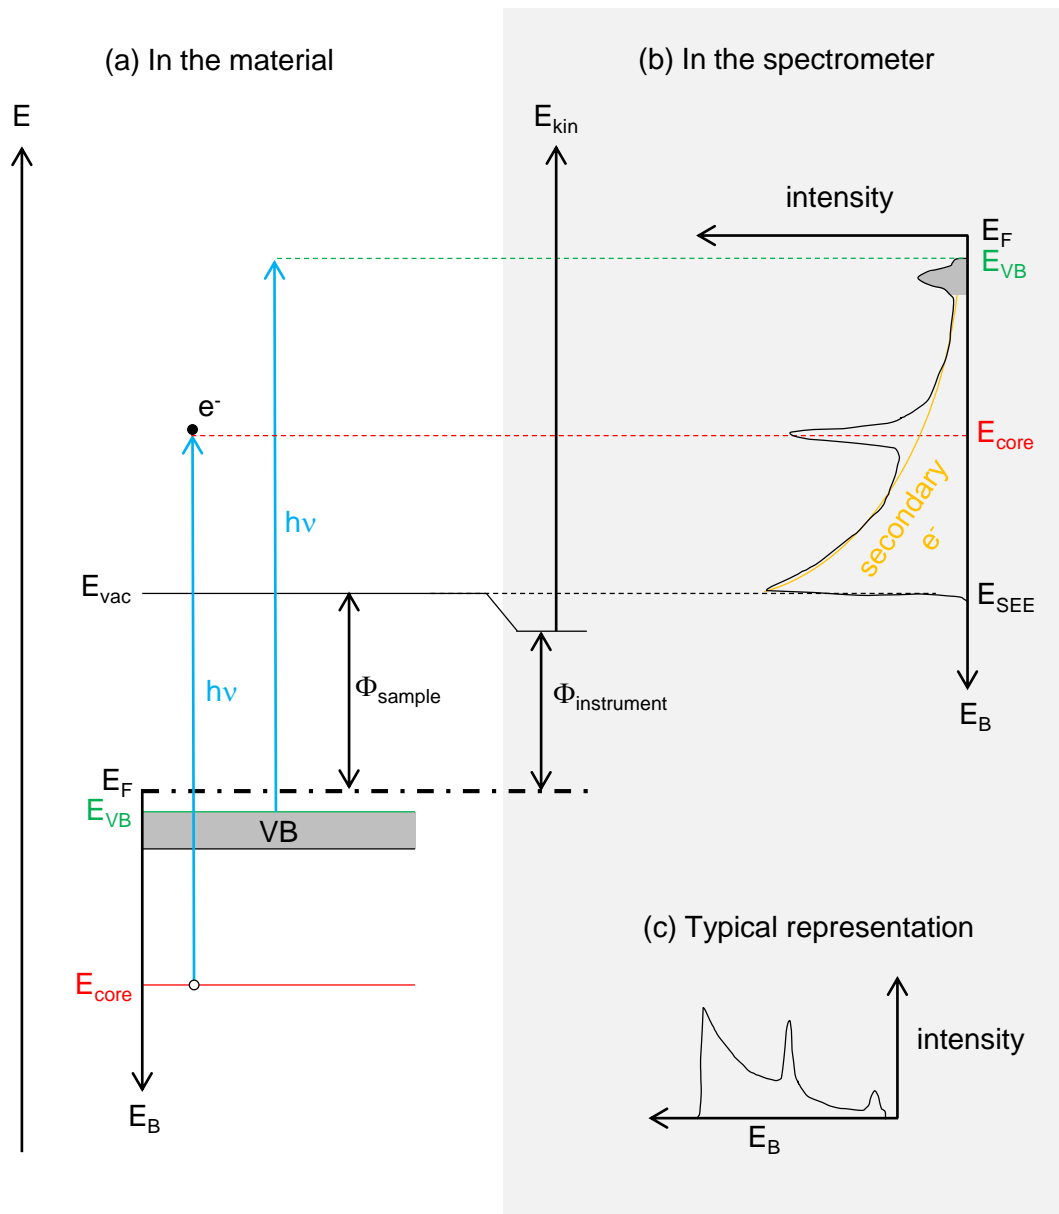 (a) In the material
(b) In the spectrometer
E
E_kin
intensity
E_F
E_VB
e⁻
E_core
hν
secondary
e⁻
E_vac
E_SEE
hν
Φ_sample
Φ_instrument
E_B
E_F
E_VB
VB
(c) Typical representation
E_core
intensity
E_B
E_B